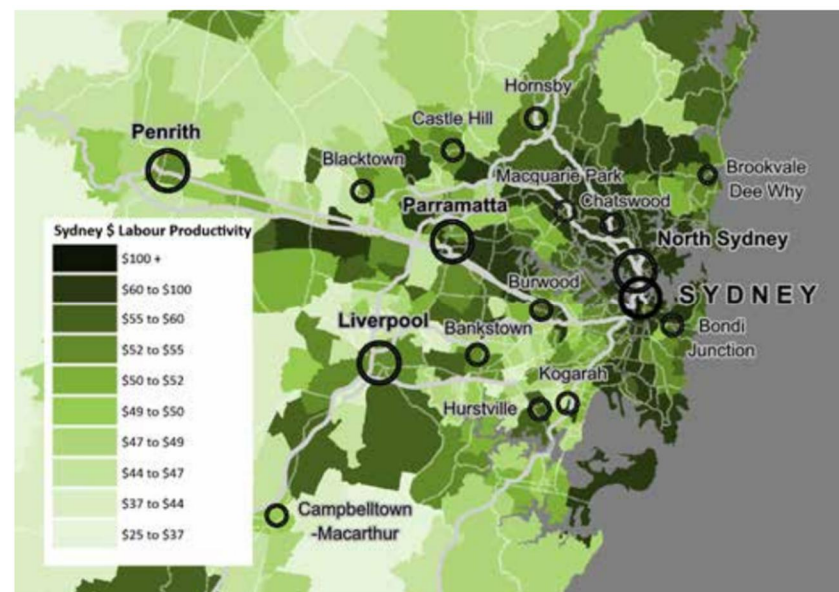 Hornsby
Castle Hill
Penrith
Blacktown
Brookvale
Dee Why
Macquarie Park
Chatswood
Parramatta
North Sydney
Sydney $ Labour Productivity
$100 +
$60 to $100
$55 to $60
$52 to $55
$50 to $52
$49 to $50
$47 to $49
$44 to $47
$37 to $44
$25 to $37
SYDNEY
Burwood
Liverpool
Bankstown
Bondi
Junction
Kogarah
Hurstville
Campbelltown
-Macarthur